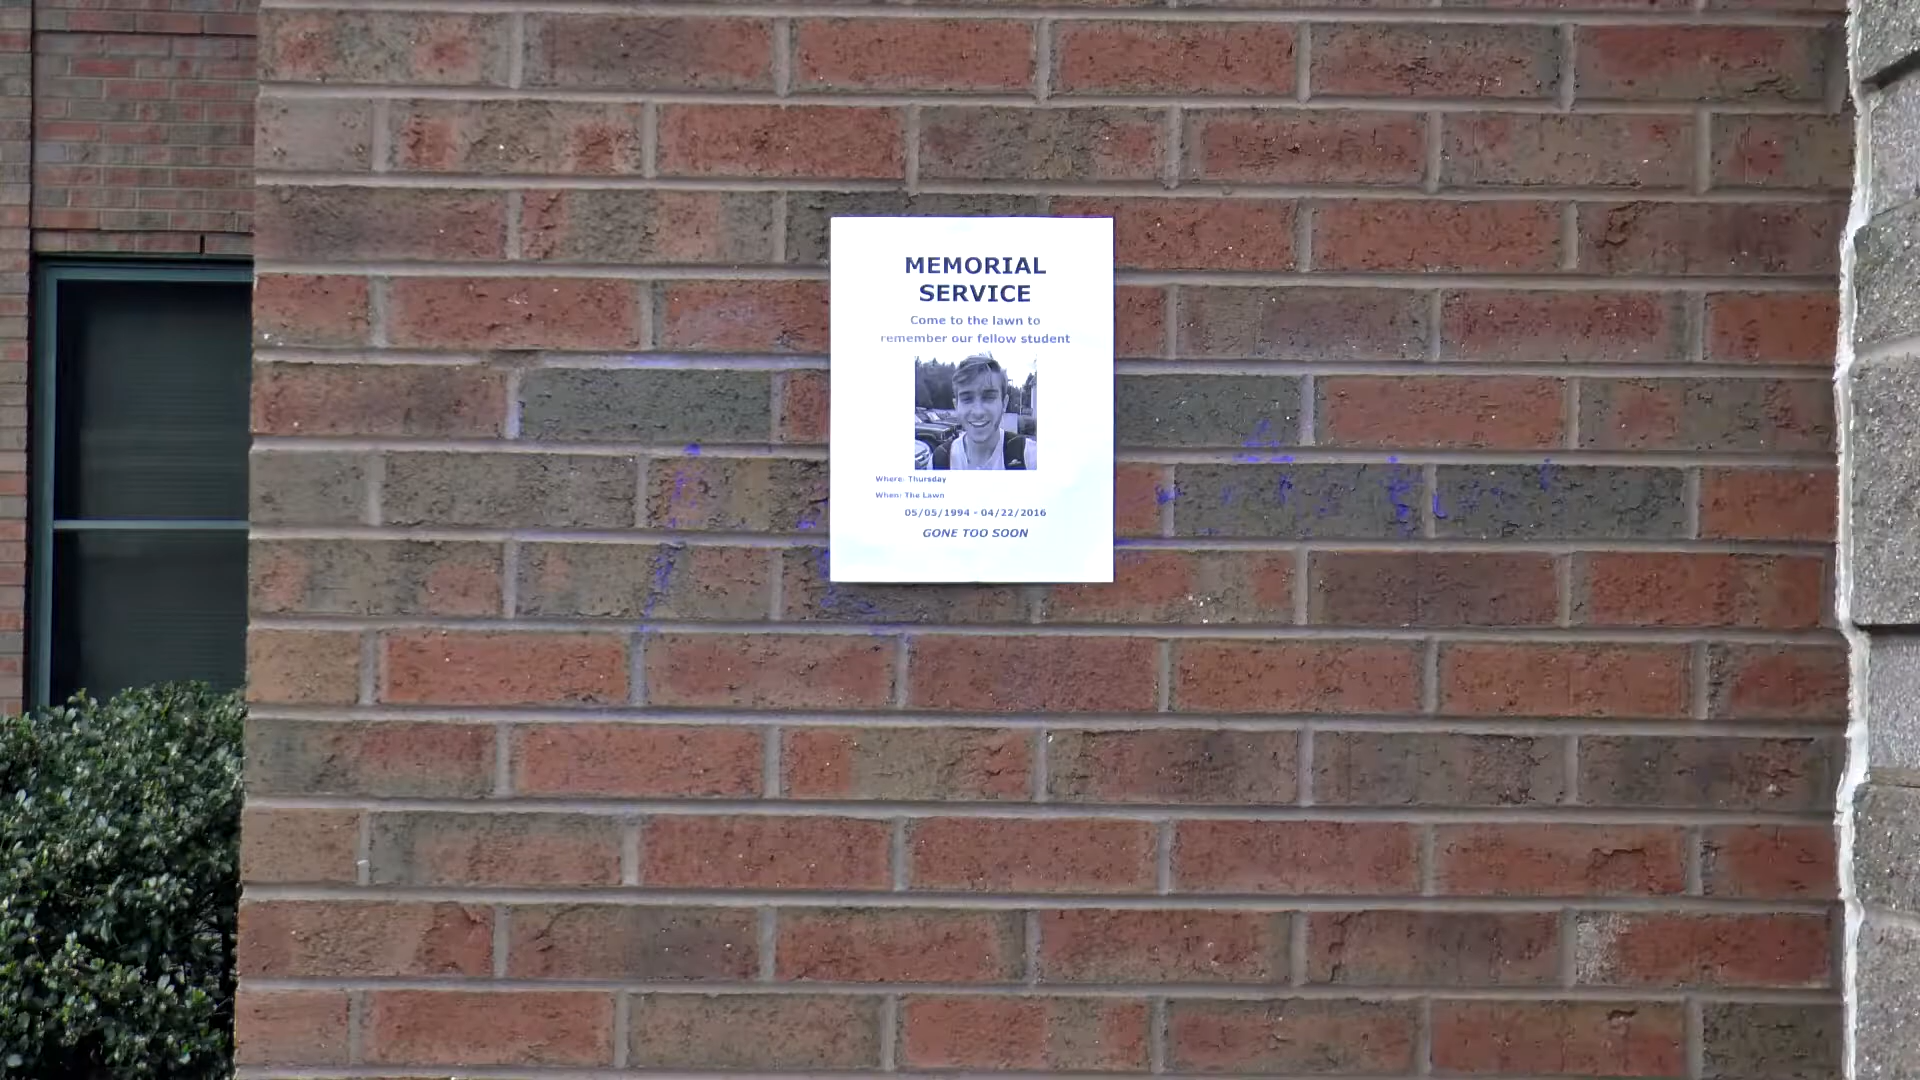 MEMORIAL
SERVICE
Come to the lawn to
remember our fellow student
Where: Thursday
When: The Lawn
05/05/1994 - 04/22/2016
GONE TOO SOON